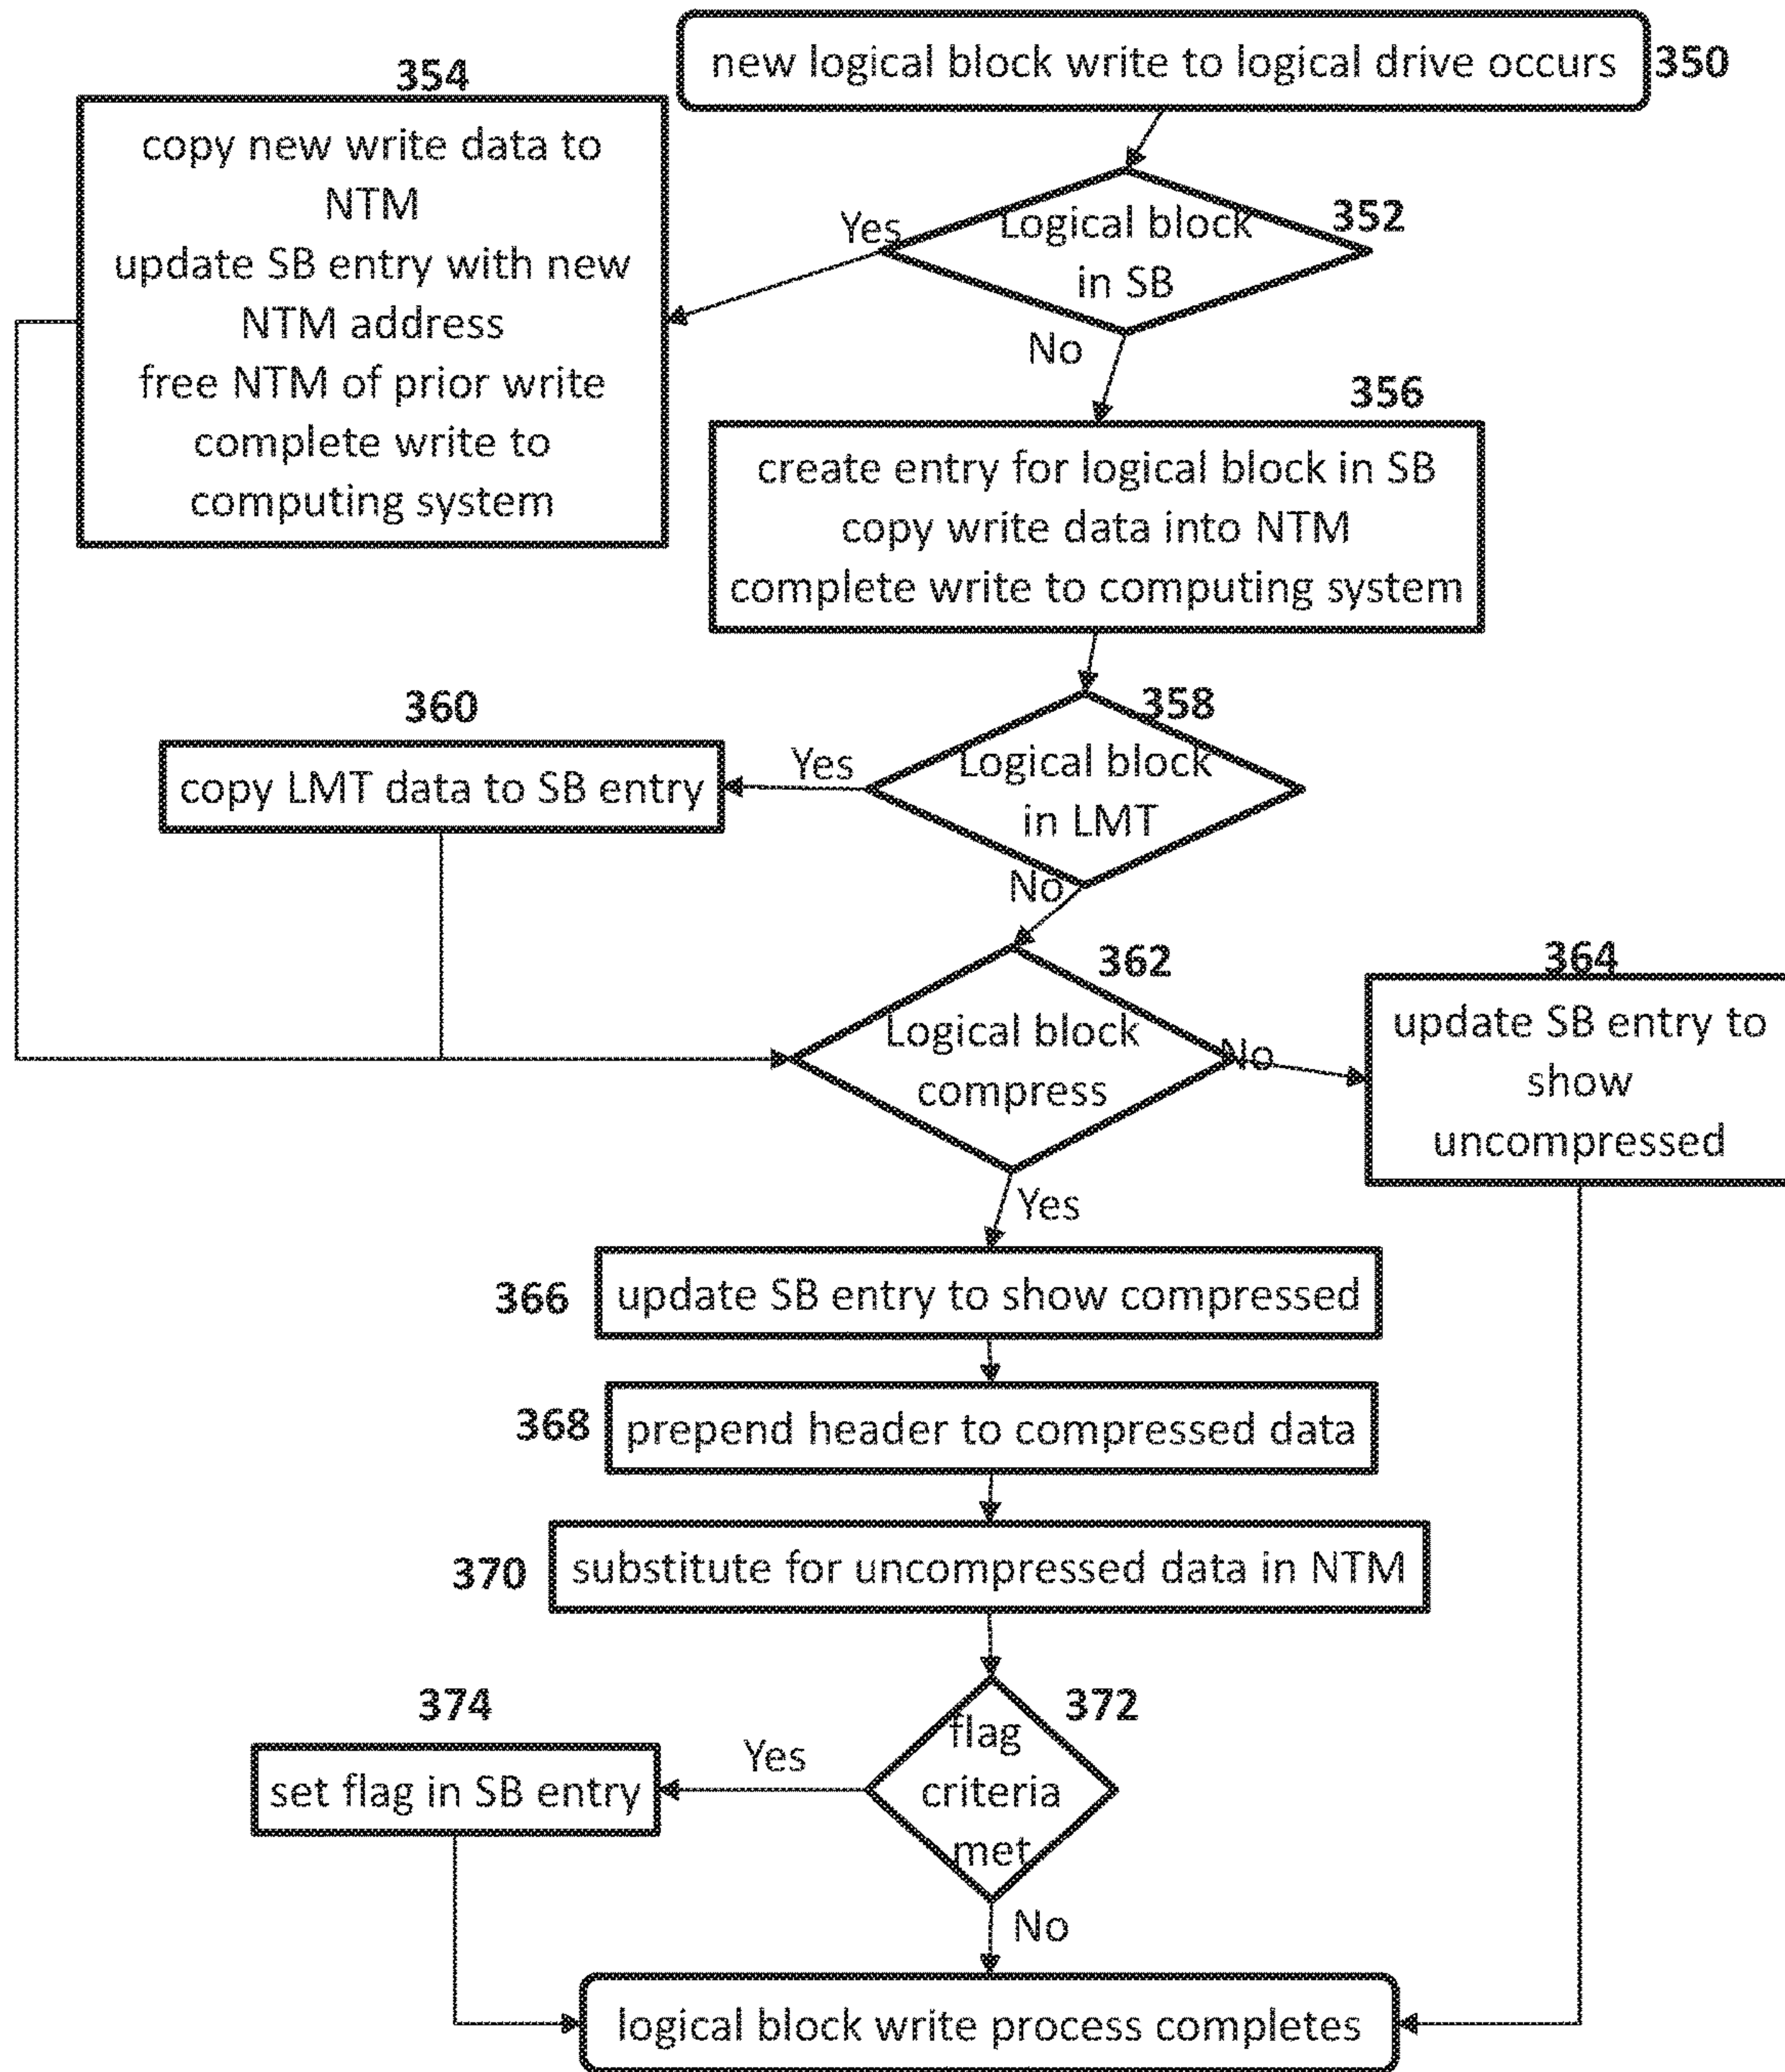 new logical block write to logical drive occurs
350
354
copy new write data to
NTM
update SB entry with new
NTM address
free NTM of prior write
complete write to
computing system
352
Logical block
in SB
Yes
No
356
create entry for logical block in SB
copy write data into NTM
complete write to computing system
358
Logical block
in LMT
Yes
No
360
copy LMT data to SB entry
362
Logical block
compress
No
Yes
364
update SB entry to
show
uncompressed
366
update SB entry to show compressed
368
prepend header to compressed data
370
substitute for uncompressed data in NTM
372
flag
criteria
met
Yes
No
374
set flag in SB entry
logical block write process completes